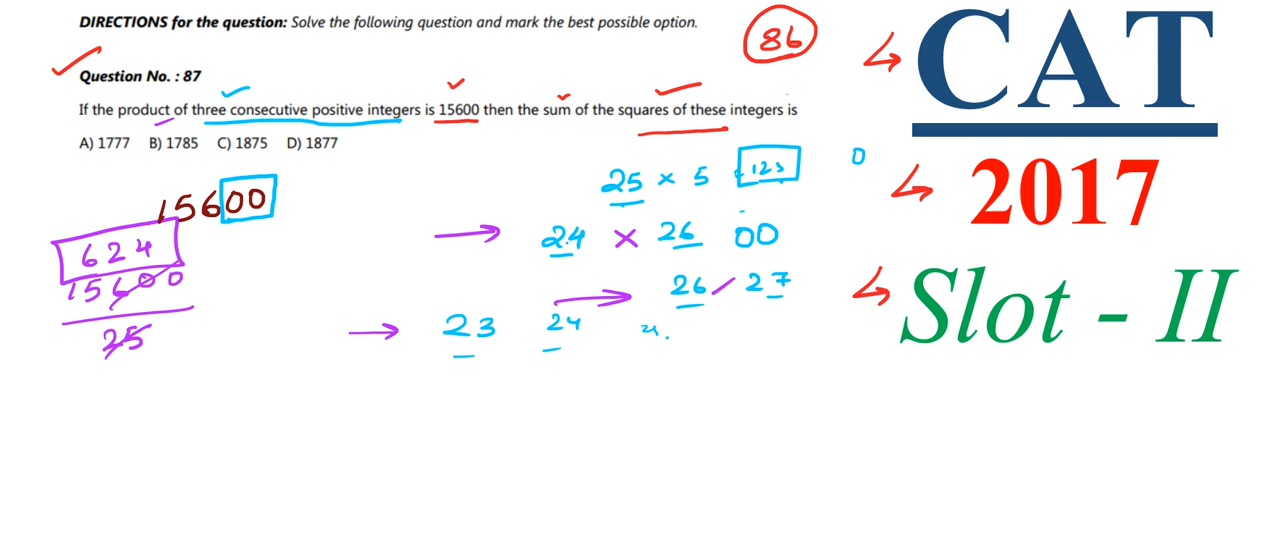 DIRECTIONS for the question: Solve the following question and mark the best possible option.
86
CAT
Question No. : 87
If the product of three consecutive positive integers is 15600 then the sum of the squares of these integers is
A) 1777 B) 1785 C) 1875 D) 1877
0
2017
25 × 5 125
15600
24 × 26 00
624
15600
25
26 27
23 24
Slot - II